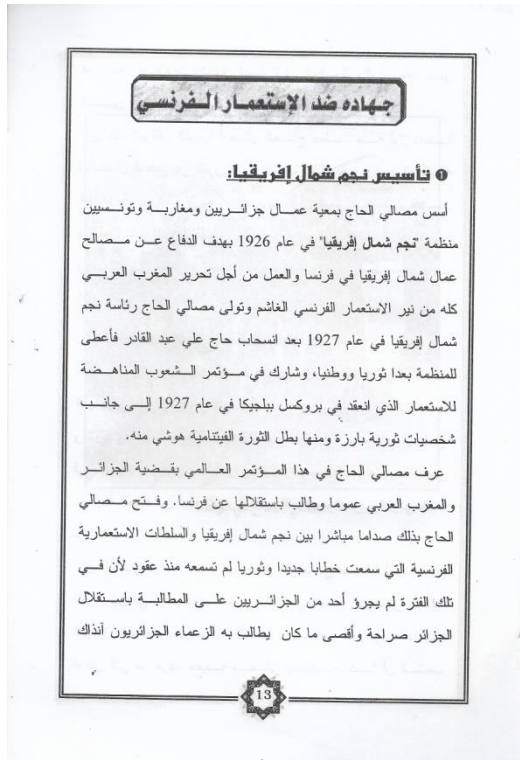 جهاده ضد الإستعمار الفرنسي
❶ تأسيس نجم شمال إفريقيا:
أسس مصالي الحاج بمعية عمال جزائريين ومغاربة وتونسيين
منظمة "نجم شمال إفريقيا" في عام 1926 بهدف الدفاع عن مصالح
عمال شمال إفريقيا في فرنسا والعمل من أجل تحرير المغرب العربي
كله من نير الاستعمار الفرنسي الغاشم وتولى مصالي الحاج رئاسة نجم
شمال إفريقيا في عام 1927 بعد انسحاب حاج علي عبد القادر فأعطى
للمنظمة بعدا ثوريا ووطنيا، وشارك في مؤتمر الشعوب المناهضة
للاستعمار الذي انعقد في بروكسل ببلجيكا في عام 1927 إلى جانب
شخصيات ثورية بارزة ومنها بطل الثورة الفيتنامية هوشي منه.
عرف مصالي الحاج في هذا المؤتمر العالمي بقضية الجزائر
والمغرب العربي عموما وطالب باستقلالها عن فرنسا. وفتح مصالي
الحاج بذلك صداما مباشرا بين نجم شمال إفريقيا والسلطات الاستعمارية
الفرنسية التي سمعت خطابا جديدا وثوريا لم تسمعه منذ عقود لأن في
تلك الفترة لم يجرؤ أحد من الجزائريين على المطالبة باستقلال
الجزائر صراحة وأقصى ما كان يطالب به الزعماء الجزائريون آنذاك
13